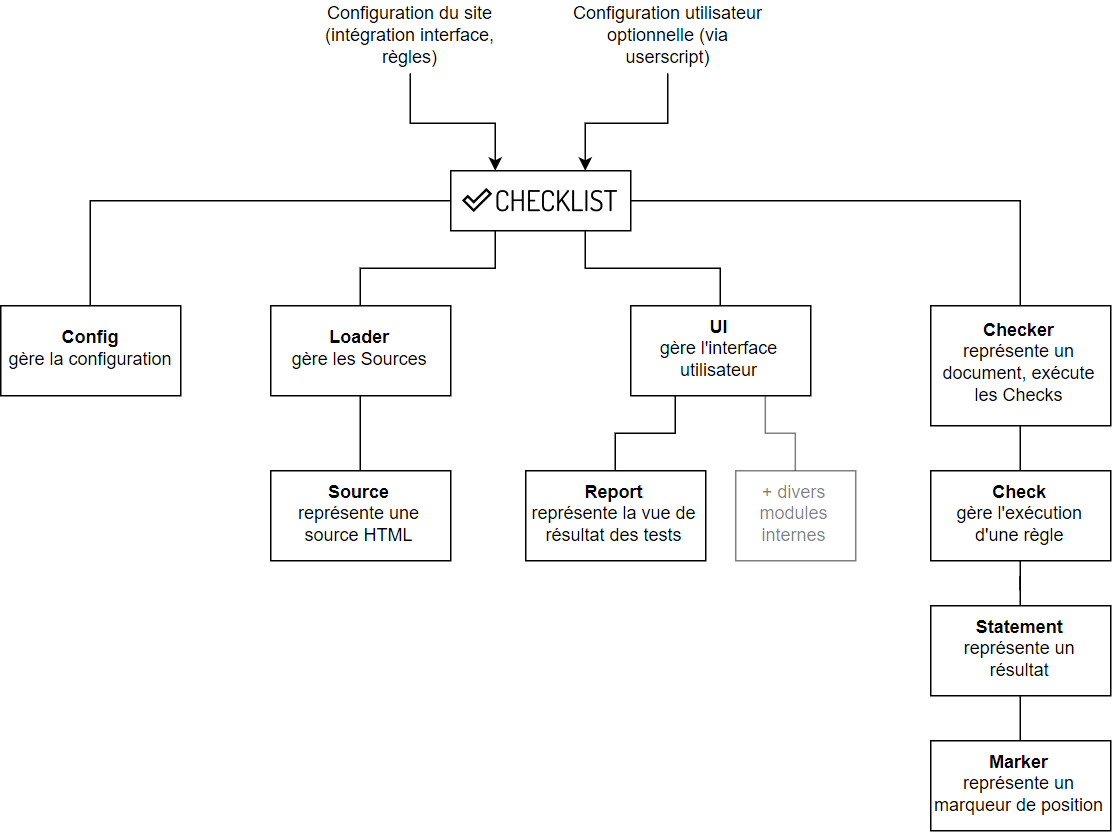 Configuration du site
(intégration interface,
règles)
Configuration utilisateur
optionnelle (via
userscript)
CHECKLIST
Config
gère la configuration
Loader
gère les Sources
UI
gère l'interface
utilisateur
Checker
représente un
document, exécute
les Checks
Source
représente une
source HTML
Report
représente la vue de
résultat des tests
+ divers
modules
internes
Check
gère l'exécution
d'une règle
Statement
représente un
résultat
Marker
représente un
marqueur de position